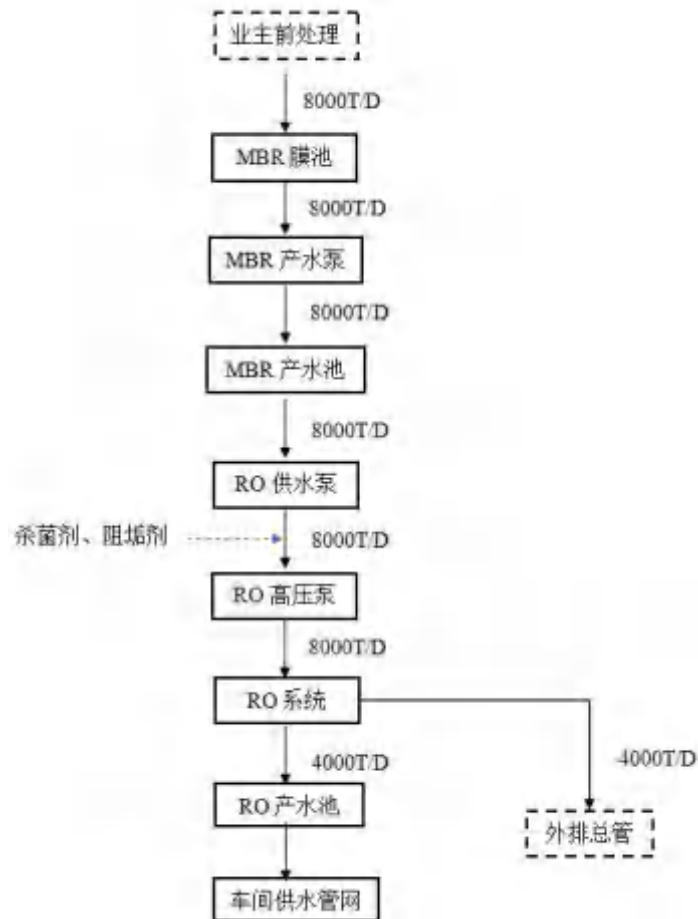 业主前处理
8000T/D
MBR 膜池
8000T/D
MBR 产水泵
8000T/D
MBR 产水池
8000T/D
RO 供水泵
杀菌剂、阻垢剂
8000T/D
RO 高压泵
8000T/D
RO 系统
4000T/D
4000T/D
RO 产水池
外排总管
车间供水管网